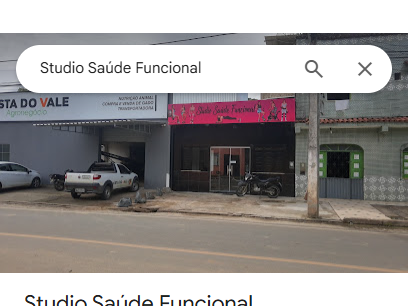 Studio Saúde Funcional
STA DO VALE
Agronegócio
NUTRIÇÃO ANIMAL
COMPRA E VENDA DE GADO
TRANSPORTADORA
Studio Saúde Funcional
Studio Saúde Funcional